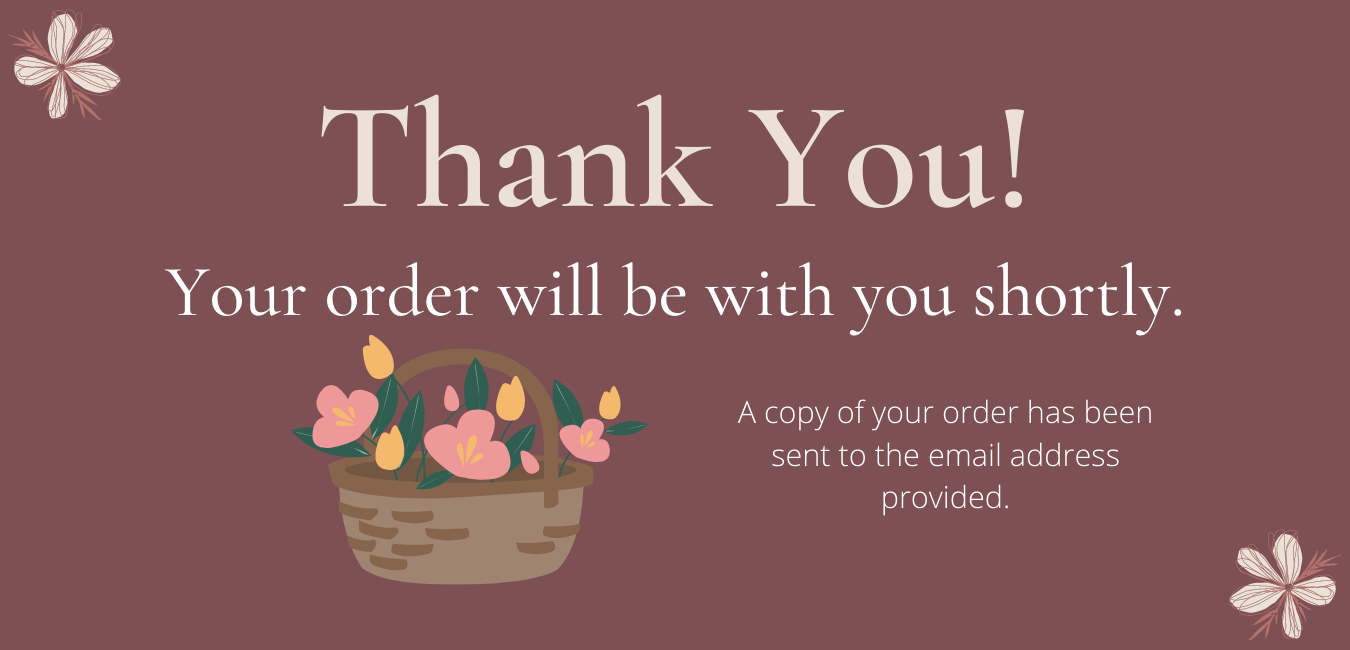 Thank You!
Your order will be with you shortly.
A copy of your order has been
sent to the email address
provided.